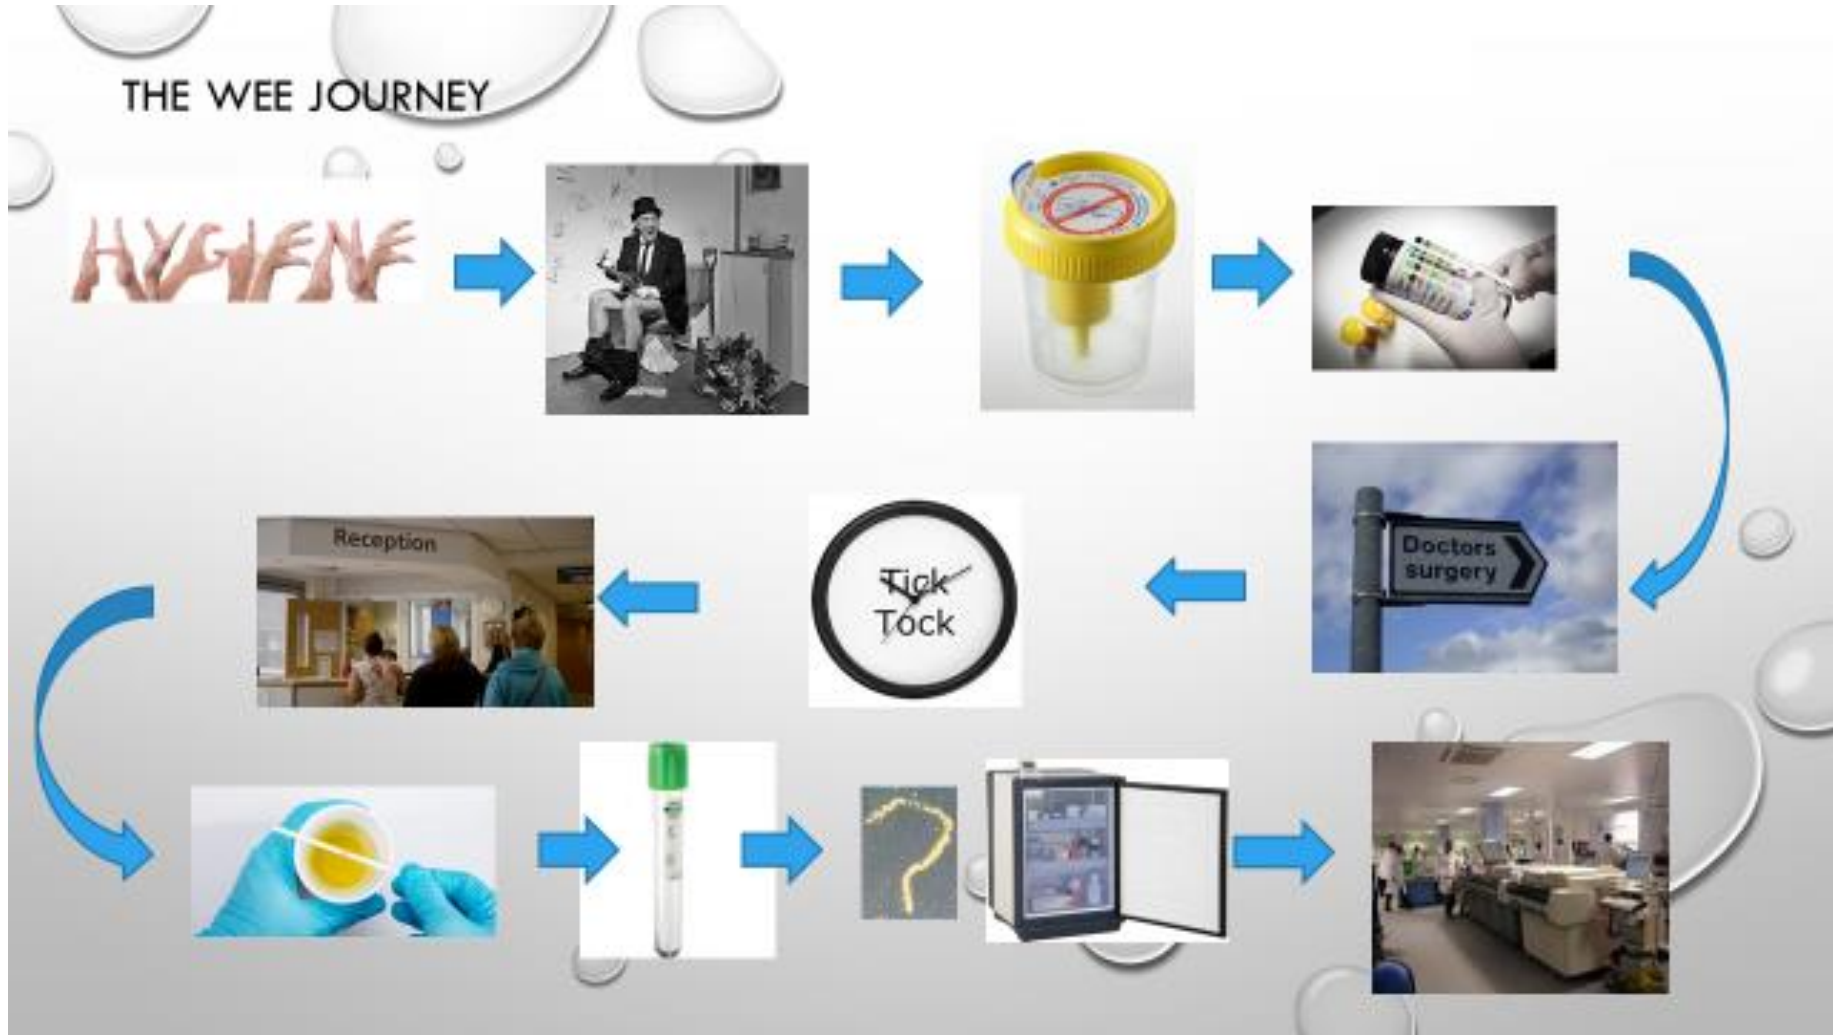 THE WEE JOURNEY
HYGIENE
Reception
Tick
Tock
Doctors
surgery